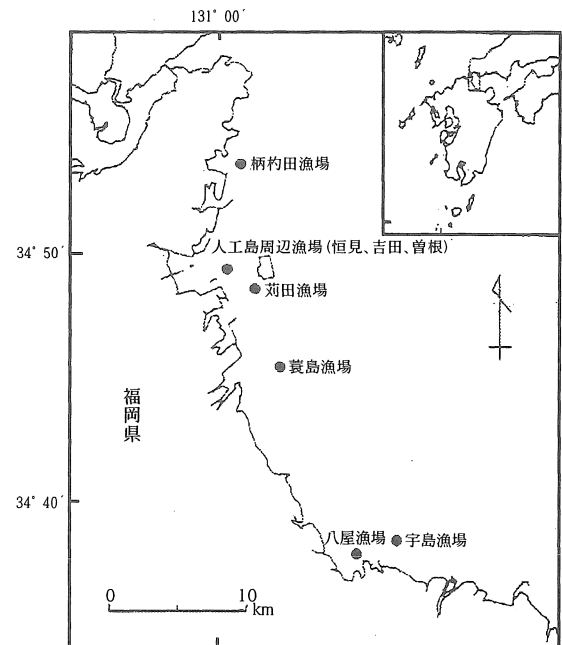 131° 00′
柄杓田漁場
34° 50′
人工島周辺漁場(恒見、吉田、曽根)
苅田漁場
蓑島漁場
福岡県
34° 40′
八屋漁場
宇島漁場
0 10
km